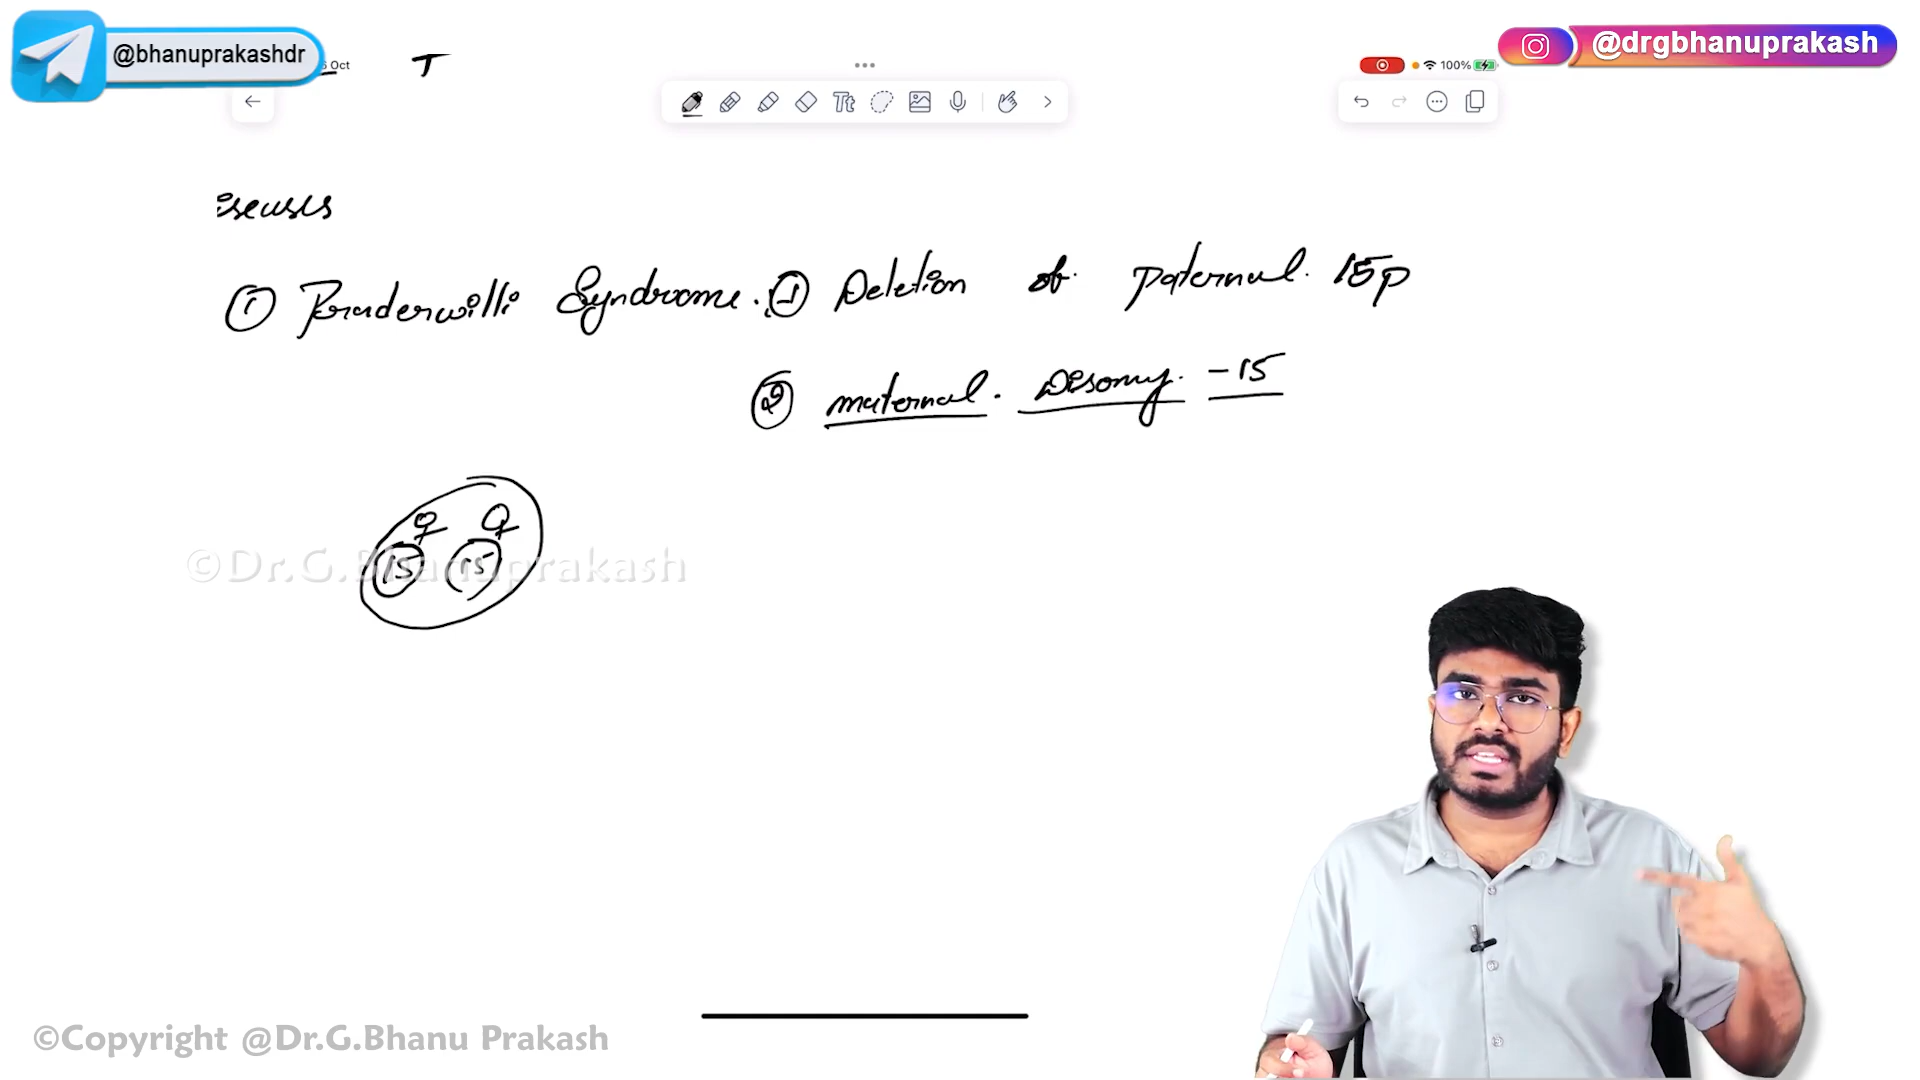 @bhanuprakashdr
@drgbhanuprakash
Oct
T
100%
Tt
① Praderwilli Syndrome. ① Deletion of paternal. 15p
② maternal. Disomy. - 15
♀ ♀
15 15
©Dr.G.Bhanuprakash
©Copyright @Dr.G.Bhanu Prakash